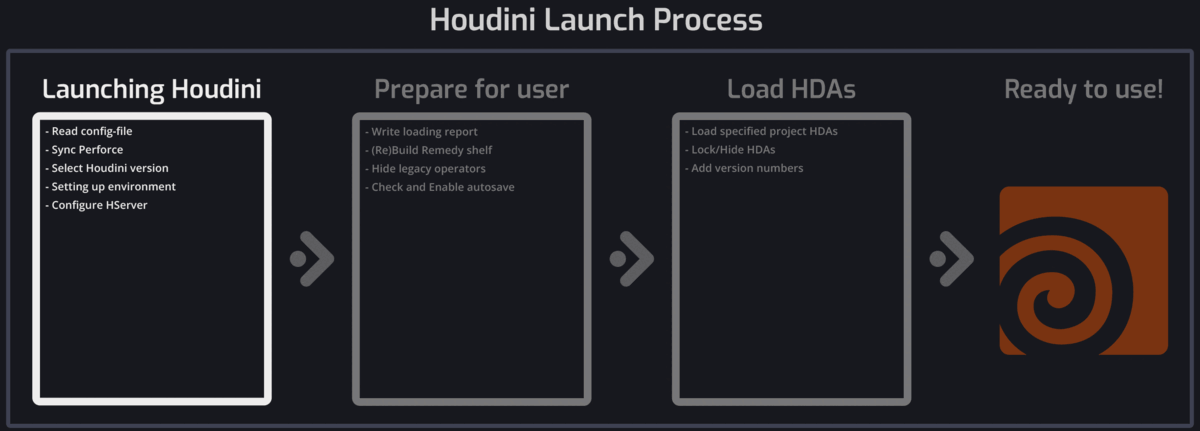 Houdini Launch Process
Launching Houdini
- Read config-file
- Sync Perforce
- Select Houdini version
- Setting up environment
- Configure HServer
Prepare for user
- Write loading report
- (Re)Build Remedy shelf
- Hide legacy operators
- Check and Enable autosave
Load HDAs
- Load specified project HDAs
- Lock/Hide HDAs
- Add version numbers
Ready to use!